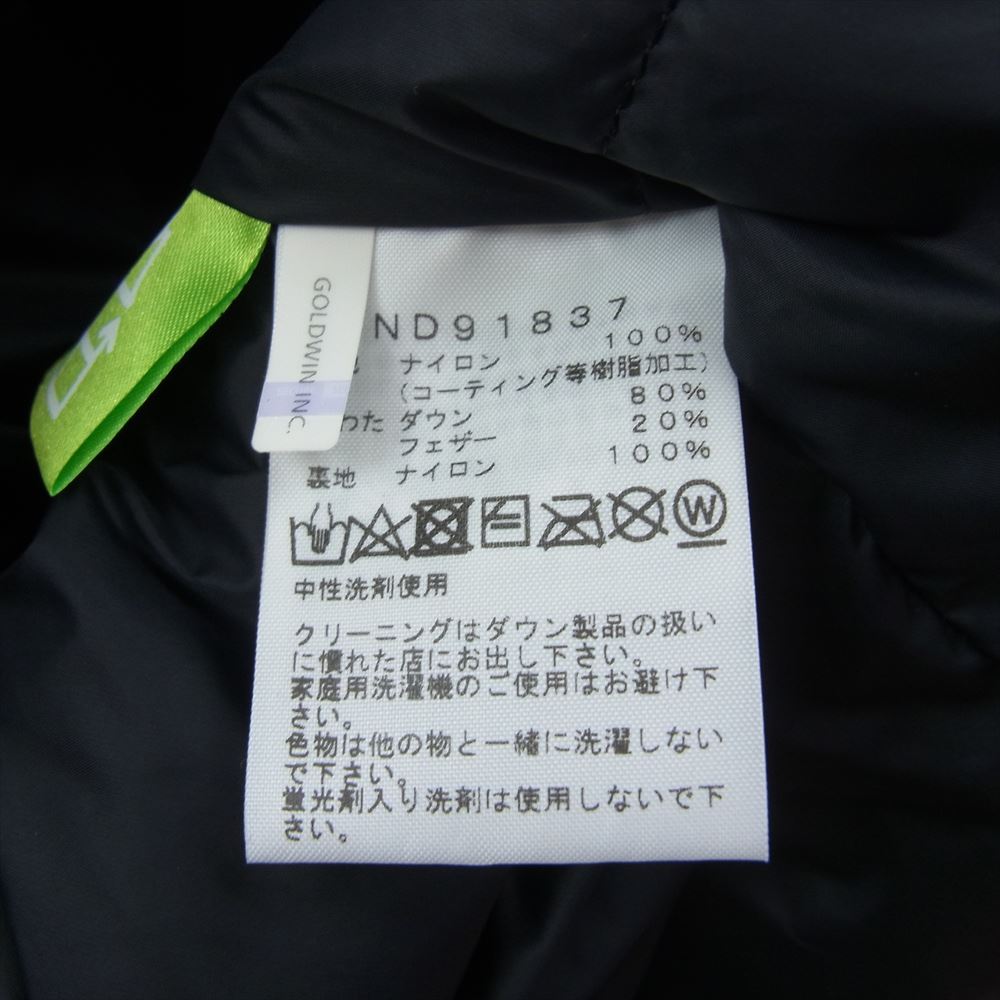 GOLDWIN INC.
ND91837
ナイロン 100%
(コーティング等樹脂加工)
わた ダウン 80%
フェザー 20%
裏地 ナイロン 100%
W
中性洗剤使用
クリーニングはダウン製品の扱い
に慣れた店にお出し下さい。
家庭用洗濯機のご使用はお避け下
さい。
色物は他の物と一緒に洗濯しない
で下さい。
蛍光剤入り洗剤は使用しないで下
さい。